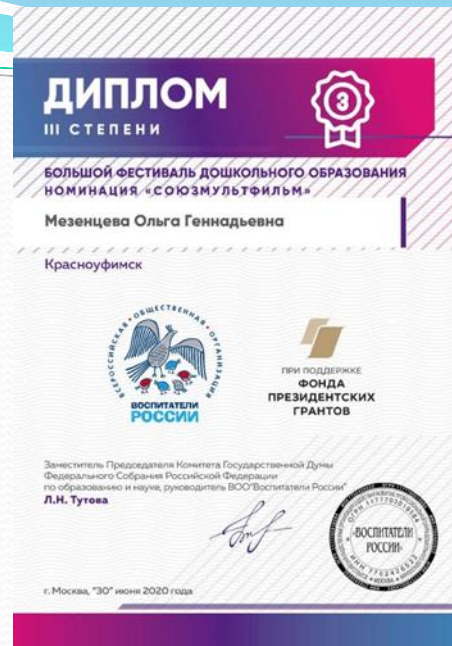 ДИПЛОМ
III СТЕПЕНИ
3
БОЛЬШОЙ ФЕСТИВАЛЬ ДОШКОЛЬНОГО ОБРАЗОВАНИЯ
НОМИНАЦИЯ «СОЮЗМУЛЬТФИЛЬМ»
Мезенцева Ольга Геннадьевна
Красноуфимск
ВСЕРОССИЙСКАЯ • ОБЩЕСТВЕННАЯ • ОРГАНИЗАЦИЯ
ВОСПИТАТЕЛИ
РОССИИ
ПРИ ПОДДЕРЖКЕ
ФОНДА
ПРЕЗИДЕНТСКИХ
ГРАНТОВ
Заместитель Председателя Комитета Государственной Думы
Федерального Собрания Российской Федерации
по образованию и науке, руководитель ВОО"Воспитатели России"
Л.Н. Тутова
«ВОСПИТАТЕЛИ
РОССИИ»
г. Москва, "30" июня 2020 года